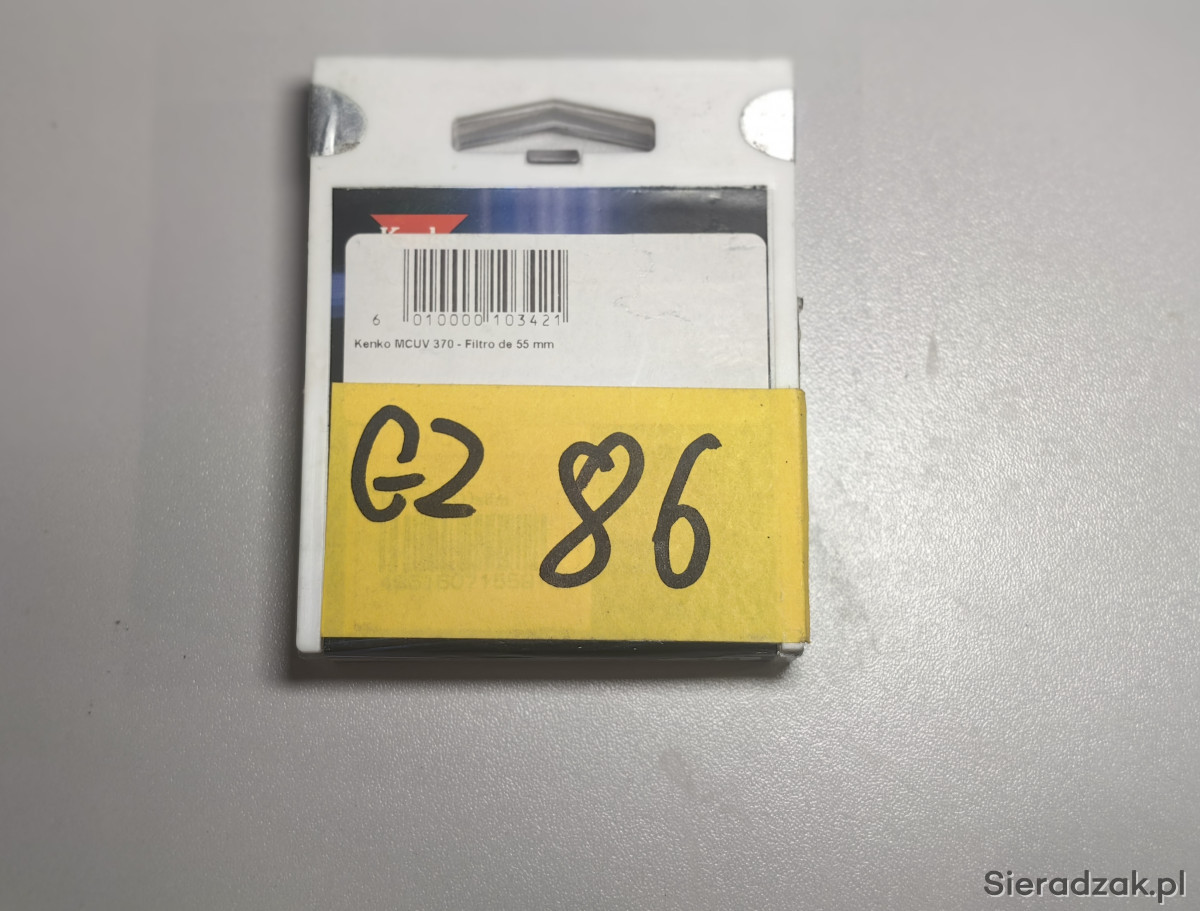 6 010000 103421
Kenko MCUV 370 - Filtro de 55 mm
G2 86
Sieradzak.pl